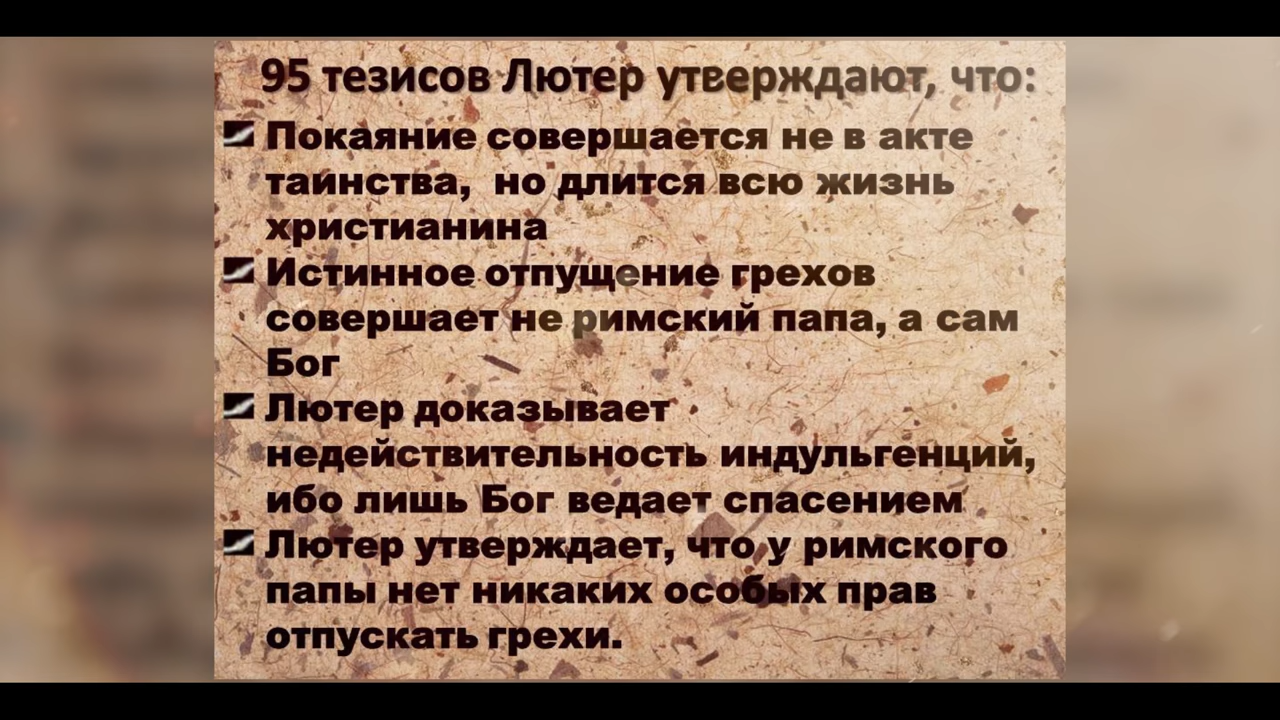 95 тезисов Лютер утверждают, что:
Покаяние совершается не в акте
таинства, но длится всю жизнь
христианина
Истинное отпущение грехов
совершает не римский папа, а сам
Бог
Лютер доказывает
недействительность индульгенций,
ибо лишь Бог ведает спасением
Лютер утверждает, что у римского
папы нет никаких особых прав
отпускать грехи.